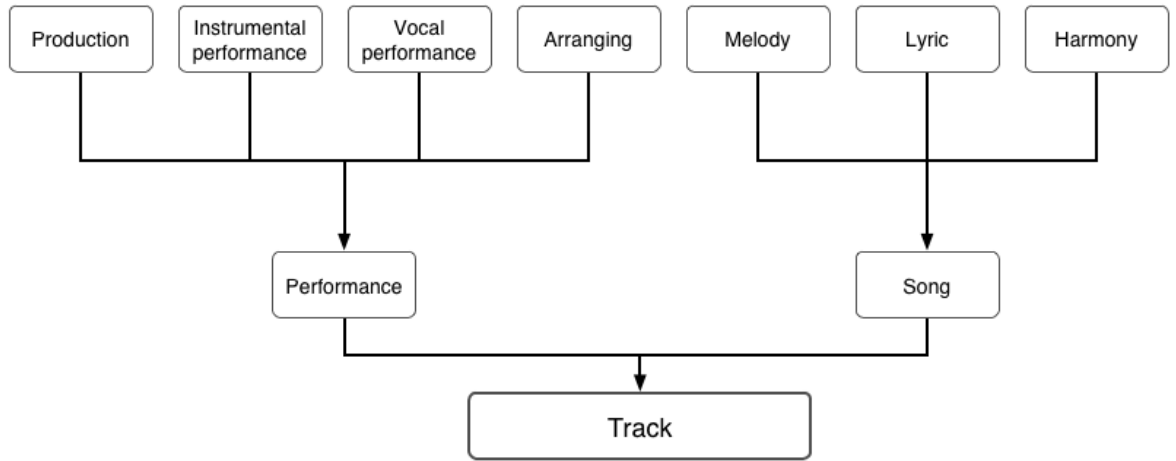 Production
Instrumental
performance
Vocal
performance
Arranging
Melody
Lyric
Harmony
Performance
Song
Track